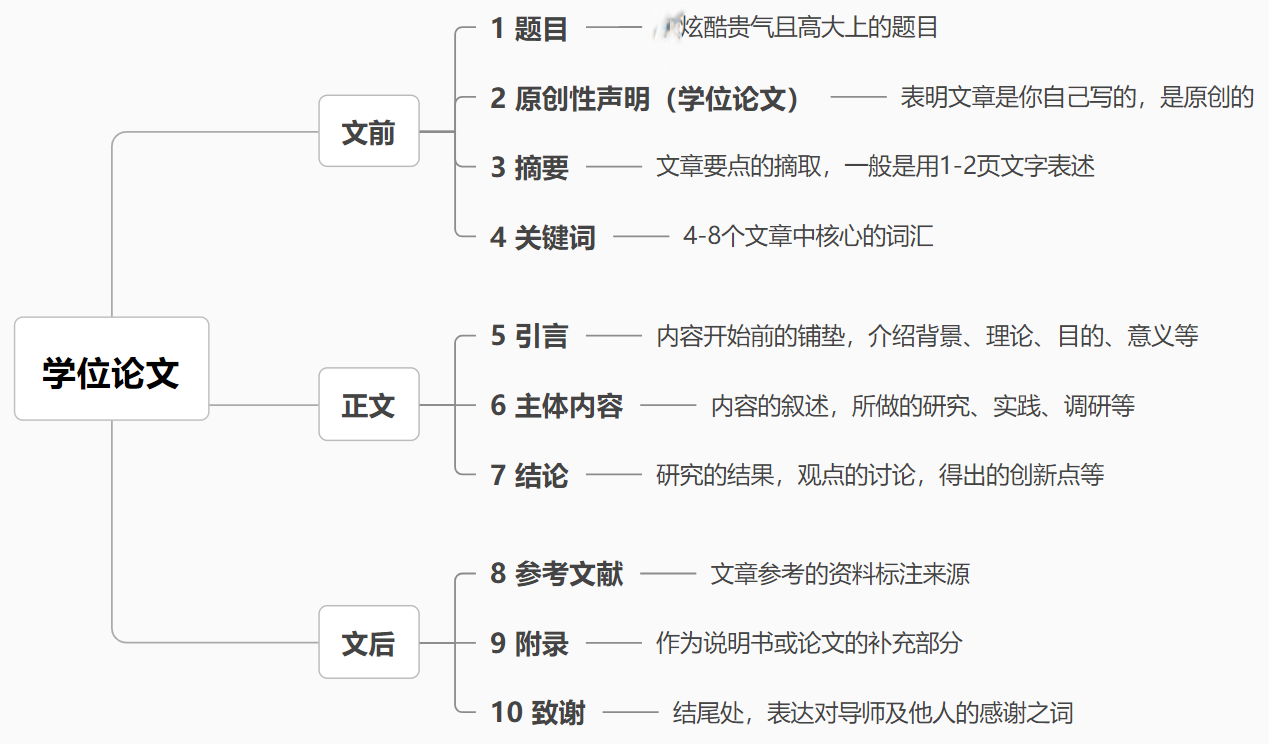 学位论文
文前
1 题目
炫酷贵气且高大上的题目
2 原创性声明（学位论文）
表明文章是你自己写的，是原创的
3 摘要
文章要点的摘取，一般是用1-2页文字表述
4 关键词
4-8个文章中核心的词汇
正文
5 引言
内容开始前的铺垫，介绍背景、理论、目的、意义等
6 主体内容
内容的叙述，所做的研究、实践、调研等
7 结论
研究的结果，观点的讨论，得出的创新点等
文后
8 参考文献
文章参考的资料标注来源
9 附录
作为说明书或论文的补充部分
10 致谢
结尾处，表达对导师及他人的感谢之词